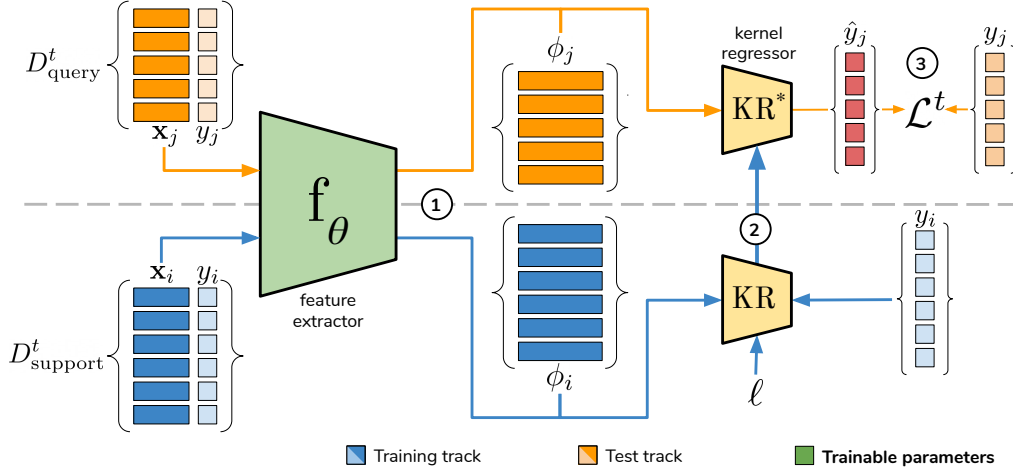 D^t_query
x_j y_j
f_θ
feature
extractor
x_i y_i
D^t_support
1
ϕ_j
ϕ_i
kernel
regressor
KR*
2
KR
ℓ
ŷ_j
3
ℒ^t
y_j
y_i
Training track
Test track
Trainable parameters